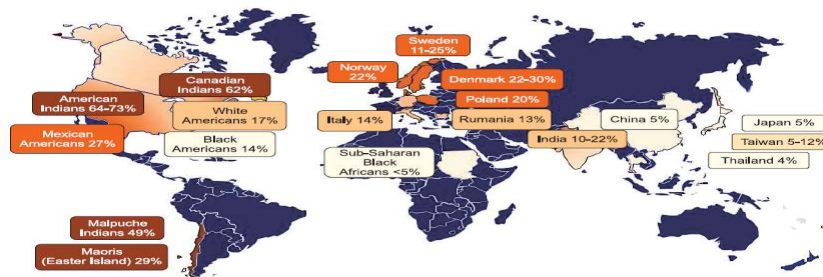 Sweden
11-25%
Norway
22%
Denmark 22-30%
Canadian
Indians 62%
American
Indians 64-73%
White
Americans 17%
Poland 20%
Italy 14%
Rumania 13%
China 5%
Japan 5%
Mexican
Americans 27%
Black
Americans 14%
India 10-22%
Taiwan 5-12%
Sub-Saharan
Black
Africans <5%
Thailand 4%
Malpuche
Indians 49%
Maoris
(Easter Island) 29%